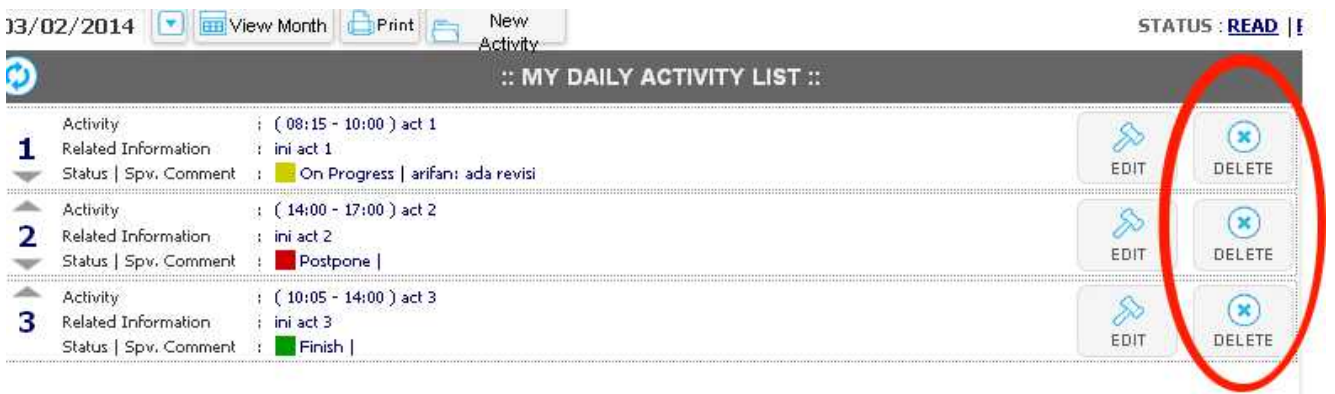 03/02/2014 View Month Print New Activity STATUS : READ |
:: MY DAILY ACTIVITY LIST ::
1
Activity : ( 08:15 - 10:00 ) act 1
Related Information : ini act 1
Status | Spv. Comment : On Progress | arifan: ada revisi
EDIT DELETE
2
Activity : ( 14:00 - 17:00 ) act 2
Related Information : ini act 2
Status | Spv. Comment : Postpone |
EDIT DELETE
3
Activity : ( 10:05 - 14:00 ) act 3
Related Information : ini act 3
Status | Spv. Comment : Finish |
EDIT DELETE